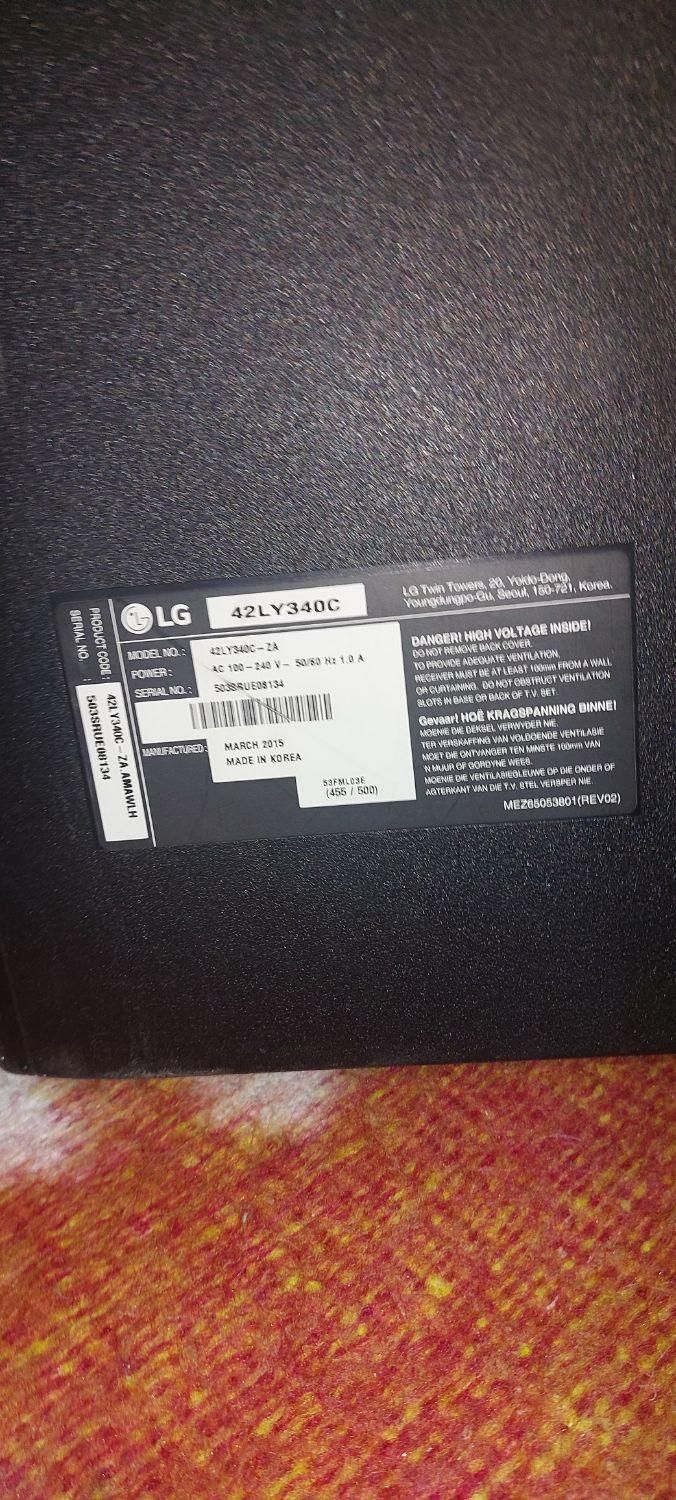 LG
42LY340C
LG Twin Towers, 20, Yoido-Dong,
Youngdungpo-Gu, Seoul, 150-721, Korea.
MODEL NO.: 42LY340C-ZA
POWER: AC 100-240 V~ 50/60 Hz 1.0 A
SERIAL NO.: 503SRUE08134
MANUFACTURED: MARCH 2015
MADE IN KOREA
53FML03E
(455 / 500)
DANGER! HIGH VOLTAGE INSIDE!
DO NOT REMOVE BACK COVER.
TO PROVIDE ADEQUATE VENTILATION,
RECEIVER MUST BE AT LEAST 100mm FROM A WALL
OR CURTAINING. DO NOT OBSTRUCT VENTILATION
SLOTS IN BASE OR BACK OF T.V. SET.
Gevaar! HOË KRAGSPANNING BINNE!
MOENIE DIE DEKSEL VERWYDER NIE.
TER VERSKAFFING VAN VOLDOENDE VENTILASIE
MOET DIE ONTVANGER TEN MINSTE 100mm VAN
'N MUUR OF GORDYNE WEES.
MOENIE DIE VENTILASIEGLEUWE OP DIE ONDER OF
AGTERKANT VAN DIE T.V. STEL VERSPER NIE.
MEZ65053801(REV02)
PRODUCT CODE : 42LY340C-ZA.AMAWLH
SERIAL NO. : 503SRUE08134